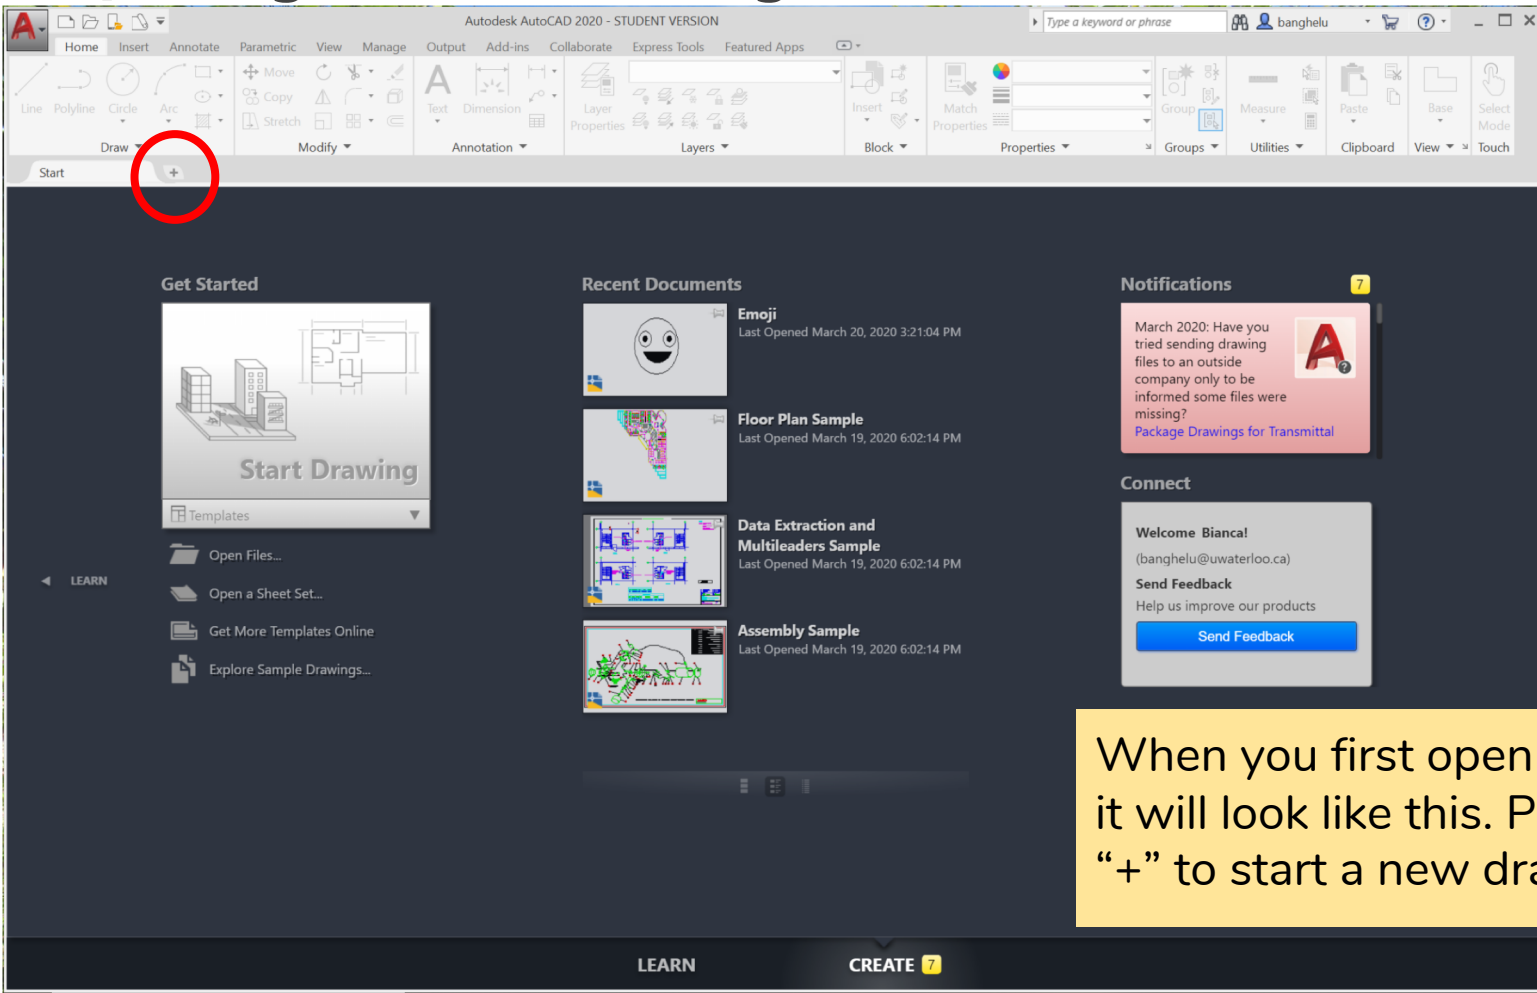 Autodesk AutoCAD 2020 - STUDENT VERSION
Type a keyword or phrase
banghelu
Home Insert Annotate Parametric View Manage Output Add-ins Collaborate Express Tools Featured Apps
Line Polyline Circle Arc
Move
Copy
Stretch
Text Dimension
Layer Properties
Insert
Match Properties
Group
Measure
Paste
Base
Select Mode
Draw Modify Annotation Layers Block Properties Groups Utilities Clipboard View Touch
Start +
Get Started
Start Drawing
Templates
Open Files...
Open a Sheet Set...
Get More Templates Online
Explore Sample Drawings...
LEARN
Recent Documents
Emoji
Last Opened March 20, 2020 3:21:04 PM
Floor Plan Sample
Last Opened March 19, 2020 6:02:14 PM
Data Extraction and
Multileaders Sample
Last Opened March 19, 2020 6:02:14 PM
Assembly Sample
Last Opened March 19, 2020 6:02:14 PM
Notifications 7
March 2020: Have you
tried sending drawing
files to an outside
company only to be
informed some files were
missing?
Package Drawings for Transmittal
Connect
Welcome Bianca!
(banghelu@uwaterloo.ca)
Send Feedback
Help us improve our products
Send Feedback
When you first open
it will look like this. P
“+” to start a new dra
LEARN CREATE 7